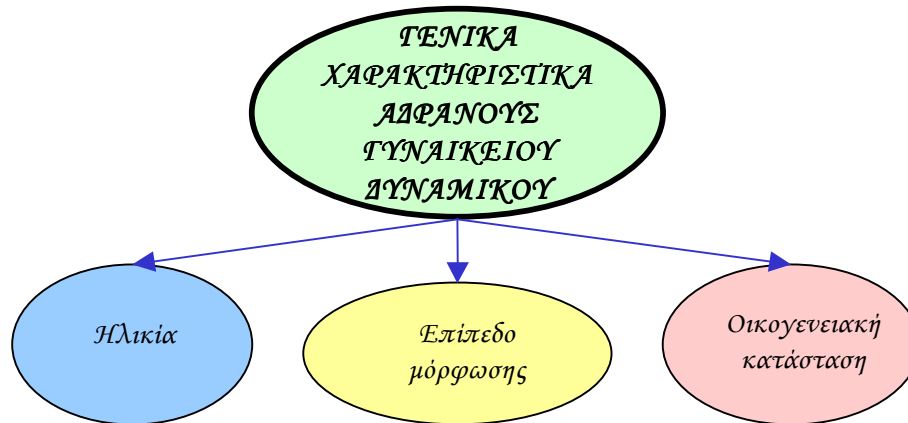 ΓΕΝΙΚΑ
ΧΑΡΑΚΤΗΡΙΣΤΙΚΑ
ΑΔΡΑΝΟΥΣ
ΓΥΝΑΙΚΕΙΟΥ
ΔΥΝΑΜΙΚΟΥ
Ηλικία
Επίπεδο
μόρφωσης
Οικογενειακή
κατάσταση